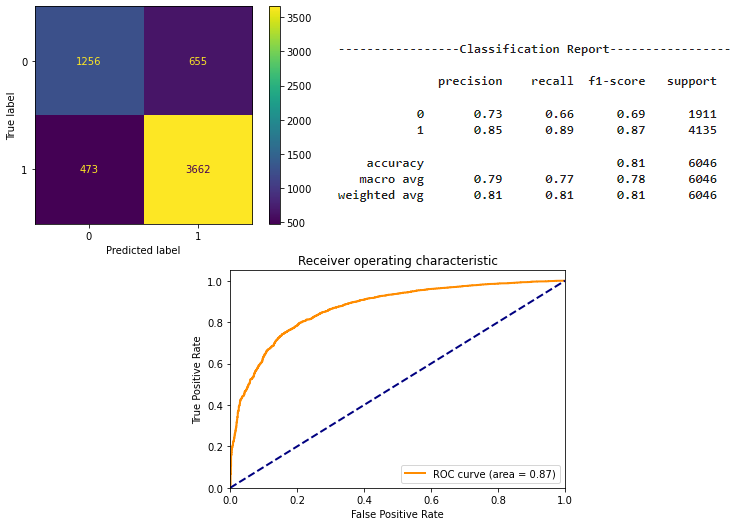 0
1256
655
1
473
3662
0
1
True label
Predicted label
3500
3000
2500
2000
1500
1000
500
-----------------Classification Report-----------------
precision recall f1-score support
0 0.73 0.66 0.69 1911
1 0.85 0.89 0.87 4135
accuracy 0.81 6046
macro avg 0.79 0.77 0.78 6046
weighted avg 0.81 0.81 0.81 6046
Receiver operating characteristic
True Positive Rate
1.0
0.8
0.6
0.4
0.2
0.0
0.0 0.2 0.4 0.6 0.8 1.0
False Positive Rate
ROC curve (area = 0.87)